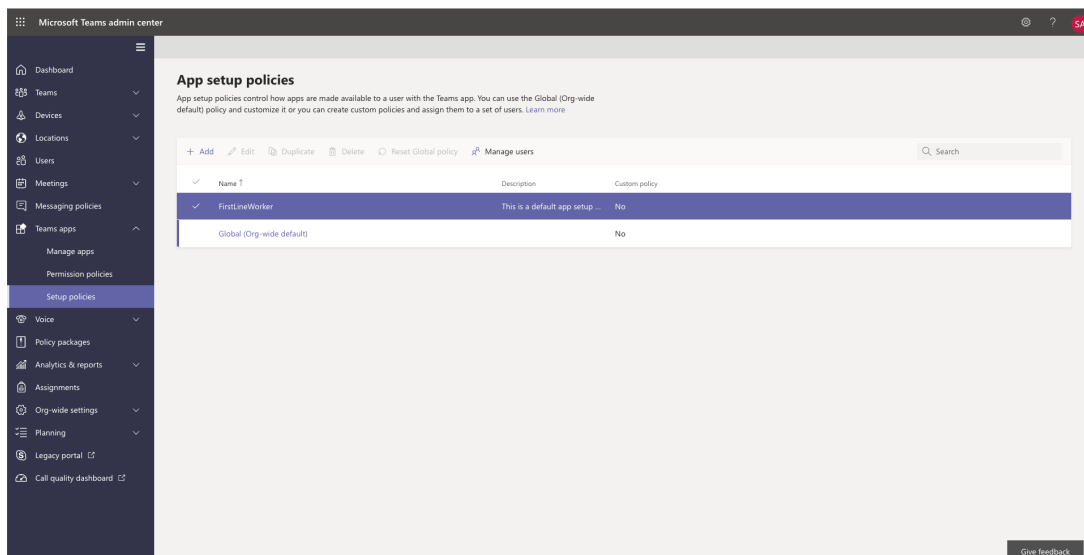 Microsoft Teams admin center
?
SA
Dashboard
Teams
Devices
Locations
Users
Meetings
Messaging policies
Teams apps
Manage apps
Permission policies
Setup policies
Voice
Policy packages
Analytics & reports
Assignments
Org-wide settings
Planning
Legacy portal
Call quality dashboard
App setup policies
App setup policies control how apps are made available to a user with the Teams app. You can use the Global (Org-wide
default) policy and customize it or you can create custom policies and assign them to a set of users. Learn more
+ Add Edit Duplicate Delete Reset Global policy Manage users Search
Name ↑ Description Custom policy
FirstLineWorker This is a default app setup ... No
Global (Org-wide default) No
Give feedback